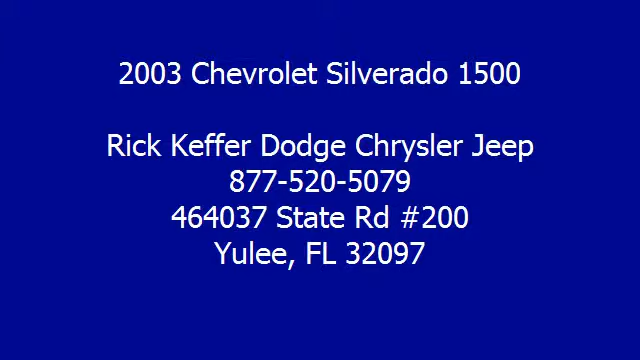 2003 Chevrolet Silverado 1500
Rick Keffer Dodge Chrysler Jeep
877-520-5079
464037 State Rd #200
Yulee, FL 32097